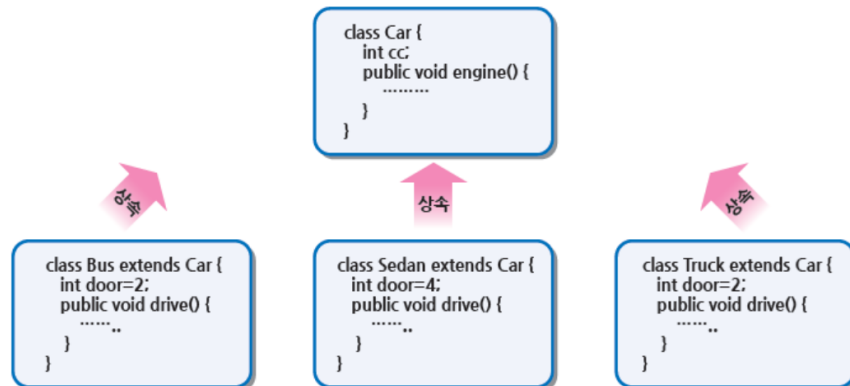 class Car {
int cc;
public void engine() {
………
}
}
상속
상속
상속
class Bus extends Car {
int door=2;
public void drive() {
……..
}
}
class Sedan extends Car {
int door=4;
public void drive() {
……..
}
}
class Truck extends Car {
int door=2;
public void drive() {
……..
}
}